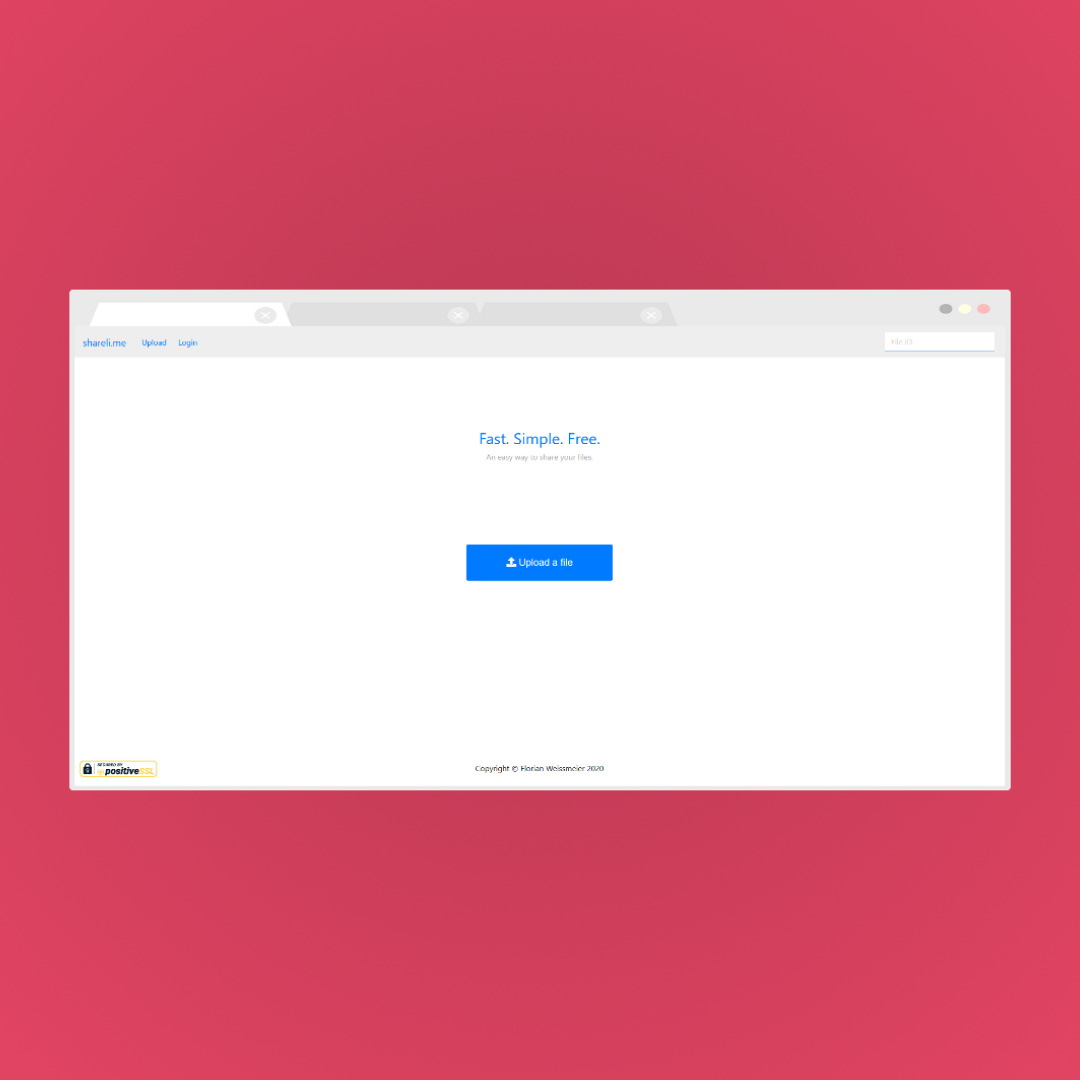 shareli.me Upload Login File ID
Fast. Simple. Free.
An easy way to share your files.
Upload a file
SECURED BY
positiveSSL
Copyright © Florian Weissmeier 2020